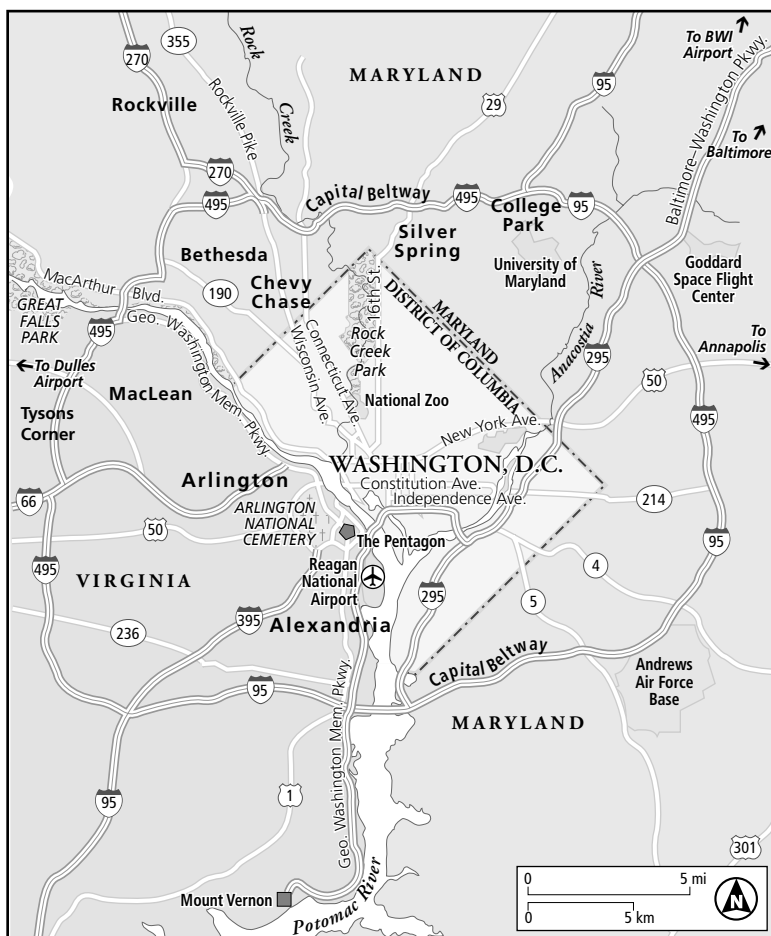 355
To BWI
Airport
270
Rock
Creek
MARYLAND
95
29
Rockville
Rockville Pike
Baltimore–Washington Pkwy.
To
Baltimore
270
495
Capital Beltway
495
College
Park
95
Silver
Spring
Bethesda
University of
Maryland
Goddard
Space Flight
Center
MacArthur Blvd.
190
Chevy
Chase
16th St.
MARYLAND
DISTRICT OF COLUMBIA
Anacostia
River
GREAT
FALLS
PARK
Geo. Washington Mem. Pkwy.
495
Connecticut Ave.
Wisconsin Ave.
Rock
Creek
Park
295
To
Annapolis
To Dulles
Airport
MacLean
National Zoo
50
Tysons
Corner
New York Ave.
495
WASHINGTON, D.C.
Arlington
Constitution Ave.
Independence Ave.
66
214
ARLINGTON
NATIONAL
CEMETERY
50
The Pentagon
95
495
VIRGINIA
Reagan
National
Airport
4
295
5
395
Alexandria
236
Capital Beltway
Andrews
Air Force
Base
95
MARYLAND
Geo. Washington Mem. Pkwy.
1
95
301
Mount Vernon
Potomac River
0 5 mi
0 5 km
N